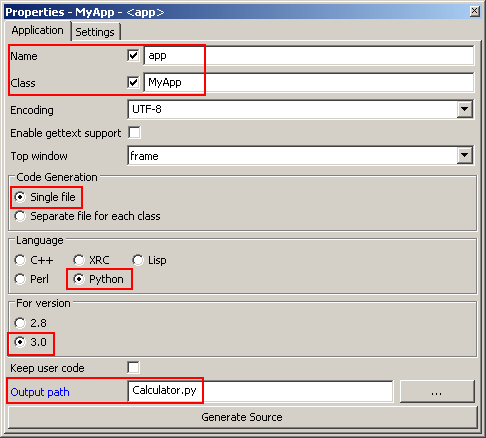 Properties - MyApp - <app>
Application Settings
Name app
Class MyApp
Encoding UTF-8
Enable gettext support
Top window frame
Code Generation
Single file
Separate file for each class
Language
C++ XRC Lisp
Perl Python
For version
2.8
3.0
Keep user code
Output path Calculator.py ...
Generate Source